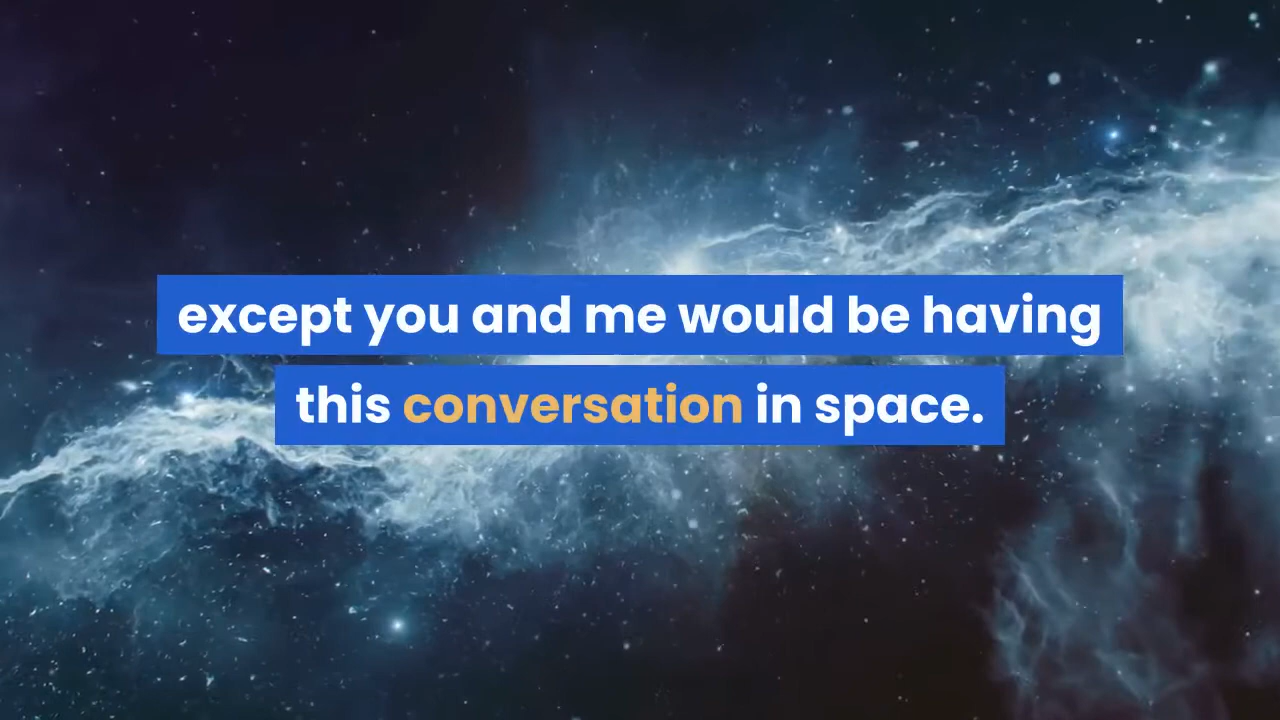 except you and me would be having
this conversation in space.